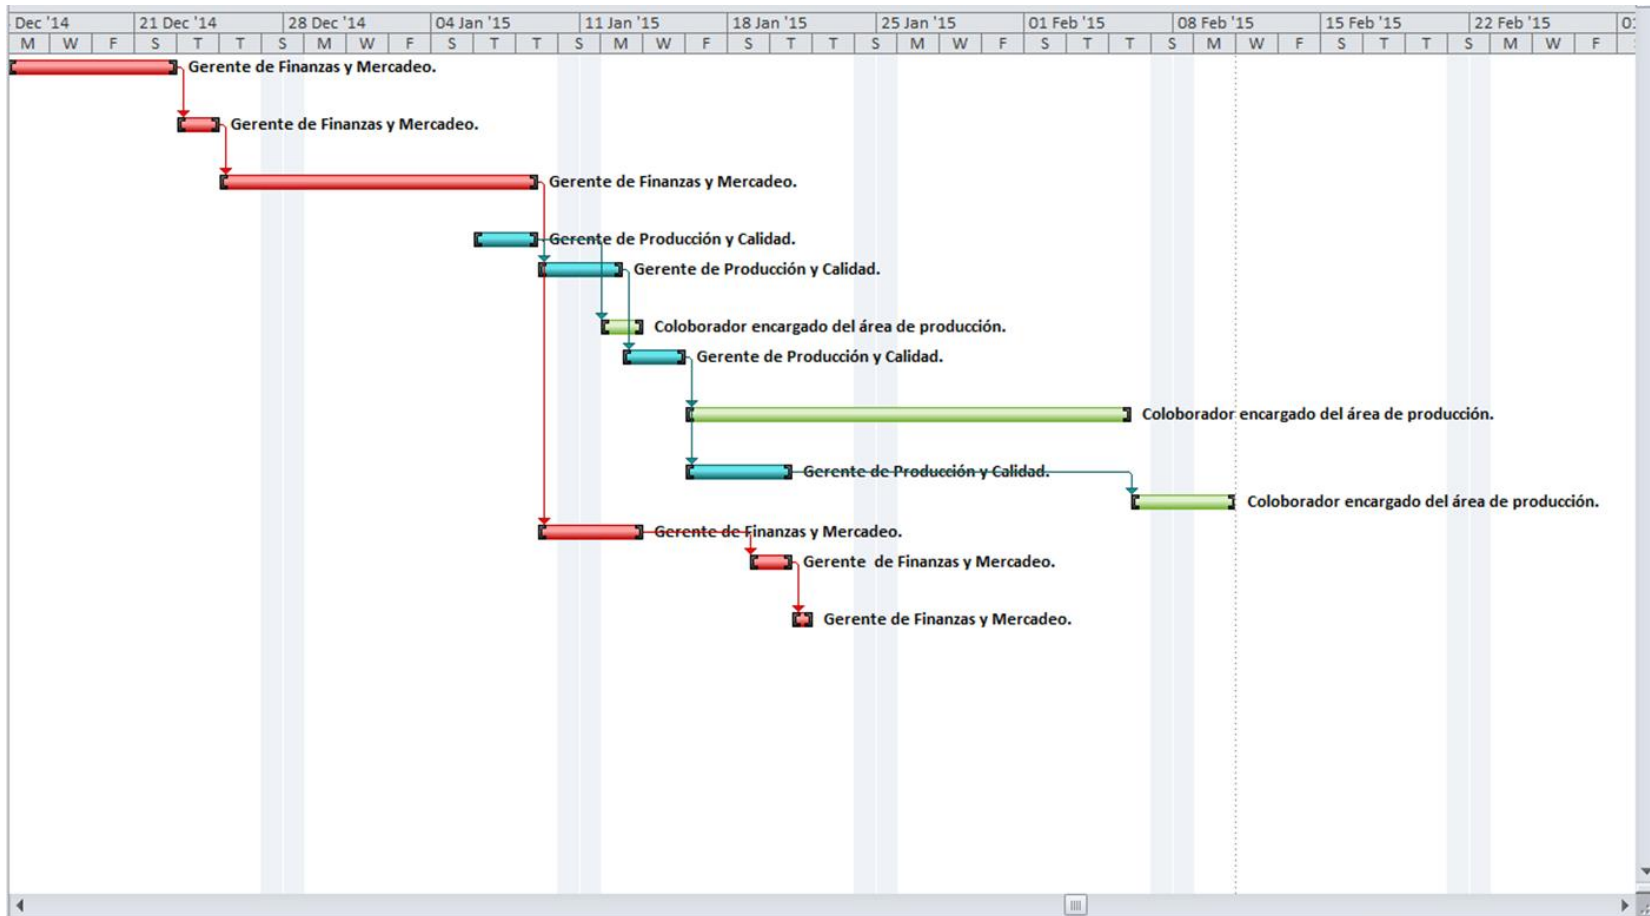 Dec '14 21 Dec '14 28 Dec '14 04 Jan '15 11 Jan '15 18 Jan '15 25 Jan '15 01 Feb '15 08 Feb '15 15 Feb '15 22 Feb '15
M W F S T T S M W F S T T S M W F S T T S M W F S T T S M W F S T T S M W F
Gerente de Finanzas y Mercadeo.
Gerente de Finanzas y Mercadeo.
Gerente de Finanzas y Mercadeo.
Gerente de Producción y Calidad.
Gerente de Producción y Calidad.
Coloborador encargado del área de producción.
Gerente de Producción y Calidad.
Coloborador encargado del área de producción.
Gerente de Producción y Calidad.
Coloborador encargado del área de producción.
Gerente de Finanzas y Mercadeo.
Gerente de Finanzas y Mercadeo.
Gerente de Finanzas y Mercadeo.